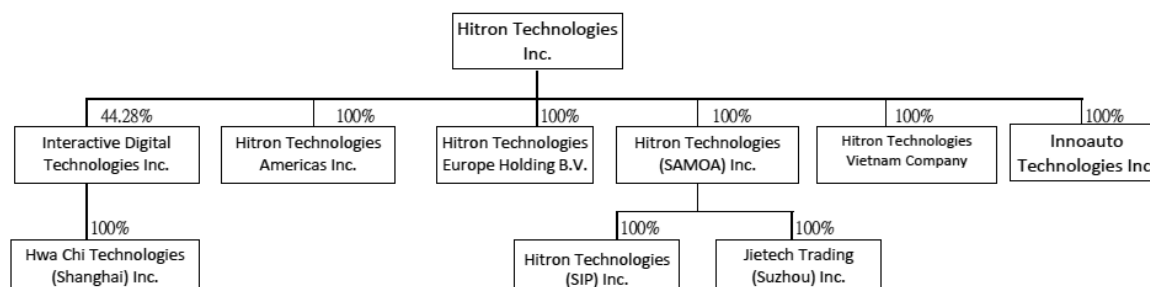 Hitron Technologies
Inc.
44.28%
100%
100%
100%
100%
100%
Interactive Digital
Technologies Inc.
Hitron Technologies
Americas Inc.
Hitron Technologies
Europe Holding B.V.
Hitron Technologies
(SAMOA) Inc.
Hitron Technologies
Vietnam Company
Innoauto
Technologies Inc
100%
100%
100%
Hwa Chi Technologies
(Shanghai) Inc.
Hitron Technologies
(SIP) Inc.
Jietech Trading
(Suzhou) Inc.